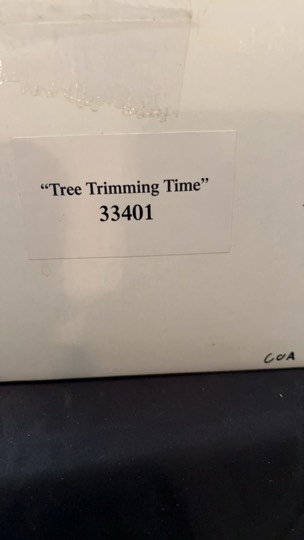 “Tree Trimming Time”
33401
COA